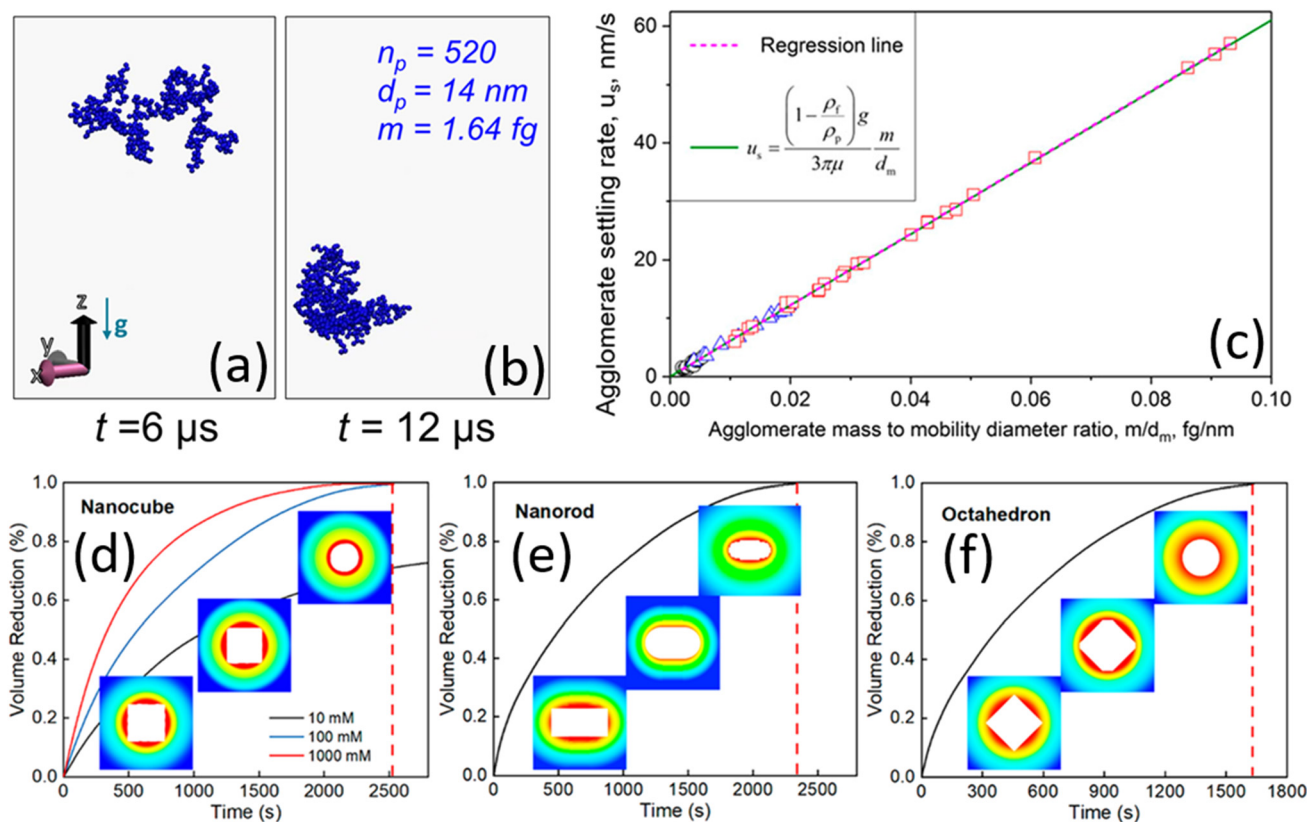 n_p = 520
d_p = 14 nm
m = 1.64 fg
z
g
y
x
(a)
(b)
t =6 μs
t = 12 μs
Agglomerate settling rate, u_s, nm/s
60
40
20
0
Regression line
u_s = (1 - ρ_f/ρ_p) g / 3πμ m/d_m
(c)
0.00 0.02 0.04 0.06 0.08 0.10
Agglomerate mass to mobility diameter ratio, m/d_m, fg/nm
Volume Reduction (%)
1.0
0.8
0.6
0.4
0.2
0.0
Nanocube
(d)
10 mM
100 mM
1000 mM
0 500 1000 1500 2000 2500
Time (s)
Volume Reduction (%)
1.0
0.8
0.6
0.4
0.2
0.0
Nanorod
(e)
0 500 1000 1500 2000 2500
Time (s)
Volume Reduction (%)
1.0
0.8
0.6
0.4
0.2
0.0
Octahedron
(f)
0 300 600 900 1200 1500 1800
Time (s)